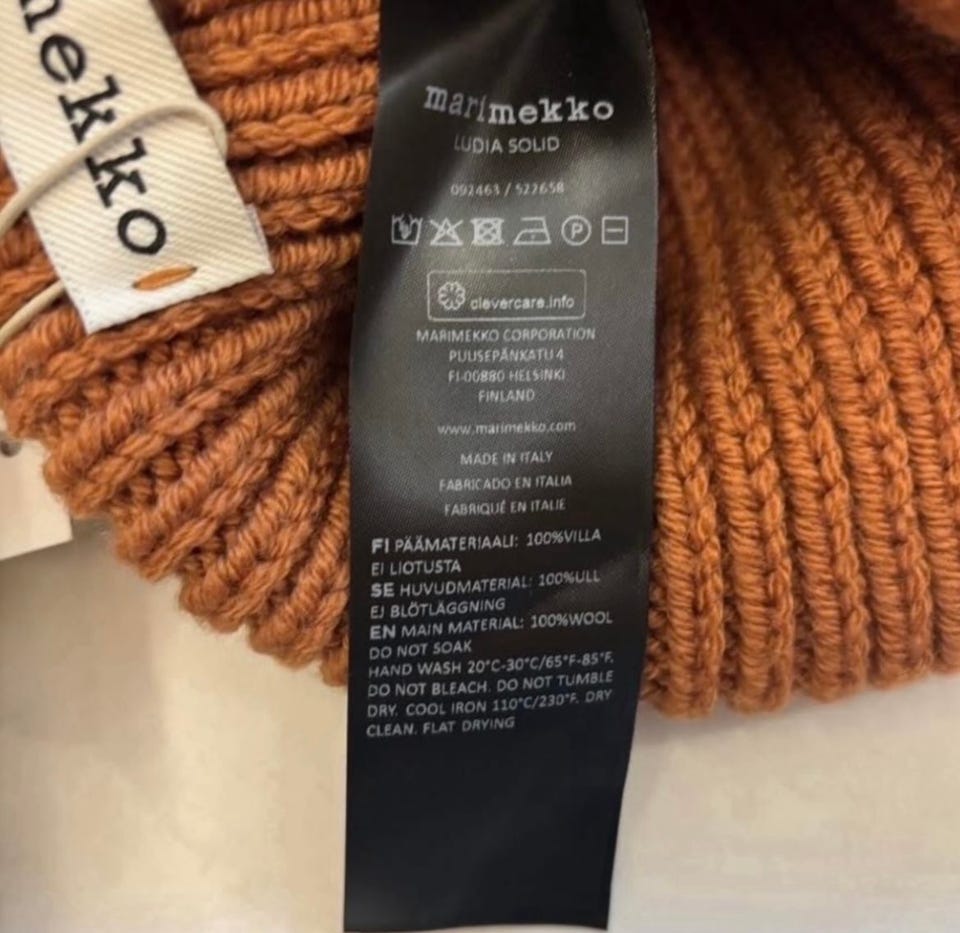 mekko
marimekko
LUDIA SOLID
092463 / 522658
P
clevercare.info
MARIMEKKO CORPORATION
PUUSEPÄNKATU 4
FI-00880 HELSINKI
FINLAND
www.marimekko.com
MADE IN ITALY
FABRICADO EN ITALIA
FABRIQUÉ EN ITALIE
FI PÄÄMATERIAALI: 100%VILLA
EI LIOTUSTA
SE HUVUDMATERIAL: 100%ULL
EJ BLÖTLÄGGNING
EN MAIN MATERIAL: 100%WOOL
DO NOT SOAK
HAND WASH 20°C-30°C/65°F-85°F.
DO NOT BLEACH. DO NOT TUMBLE
DRY. COOL IRON 110°C/230°F. DRY
CLEAN. FLAT DRYING